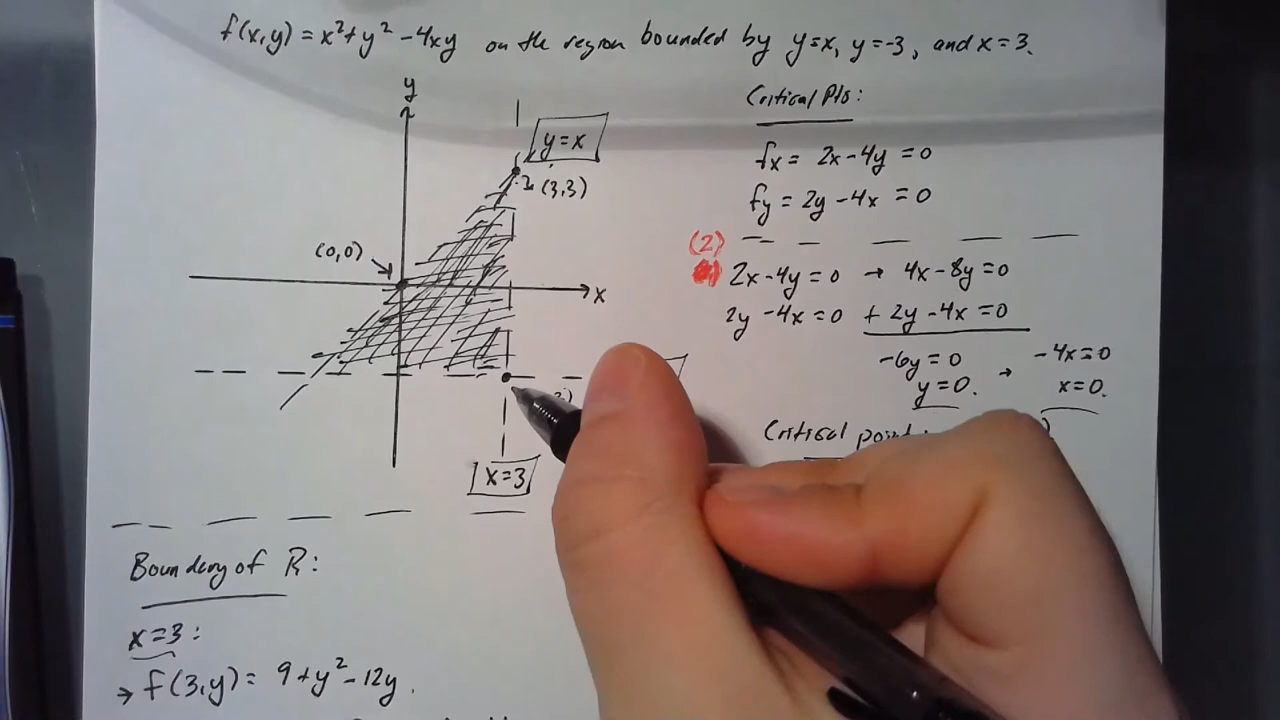 f(x,y) = x² + y² - 4xy on the region bounded by y=x, y=-3, and x=3.
y
y=x
(3,3)
(0,0)
x
x=3
Critical Pts:
fx = 2x-4y = 0
fy = 2y-4x = 0
(2)
2x-4y=0 → 4x-8y=0
2y-4x=0 + 2y-4x=0
-6y=0 → -4x=0
y=0. x=0.
Critical point:
Boundary of R:
x=3:
→ f(3,y) = 9+y²-12y.